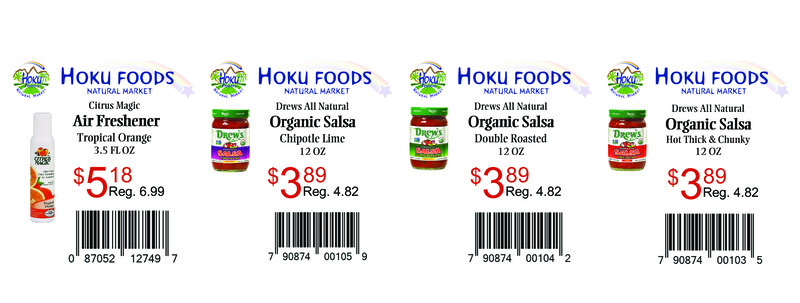 HOKU FOODS
NATURAL MARKET
Citrus Magic
Air Freshener
Tropical Orange
3.5 FL OZ
$5.18
Reg. 6.99
0 87052 12749 7
HOKU FOODS
NATURAL MARKET
Drews All Natural
Organic Salsa
Chipotle Lime
12 OZ
$3.89
Reg. 4.82
7 90874 00105 9
HOKU FOODS
NATURAL MARKET
Drews All Natural
Organic Salsa
Double Roasted
12 OZ
$3.89
Reg. 4.82
7 90874 00104 2
HOKU FOODS
NATURAL MARKET
Drews All Natural
Organic Salsa
Hot Thick & Chunky
12 OZ
$3.89
Reg. 4.82
7 90874 00103 5